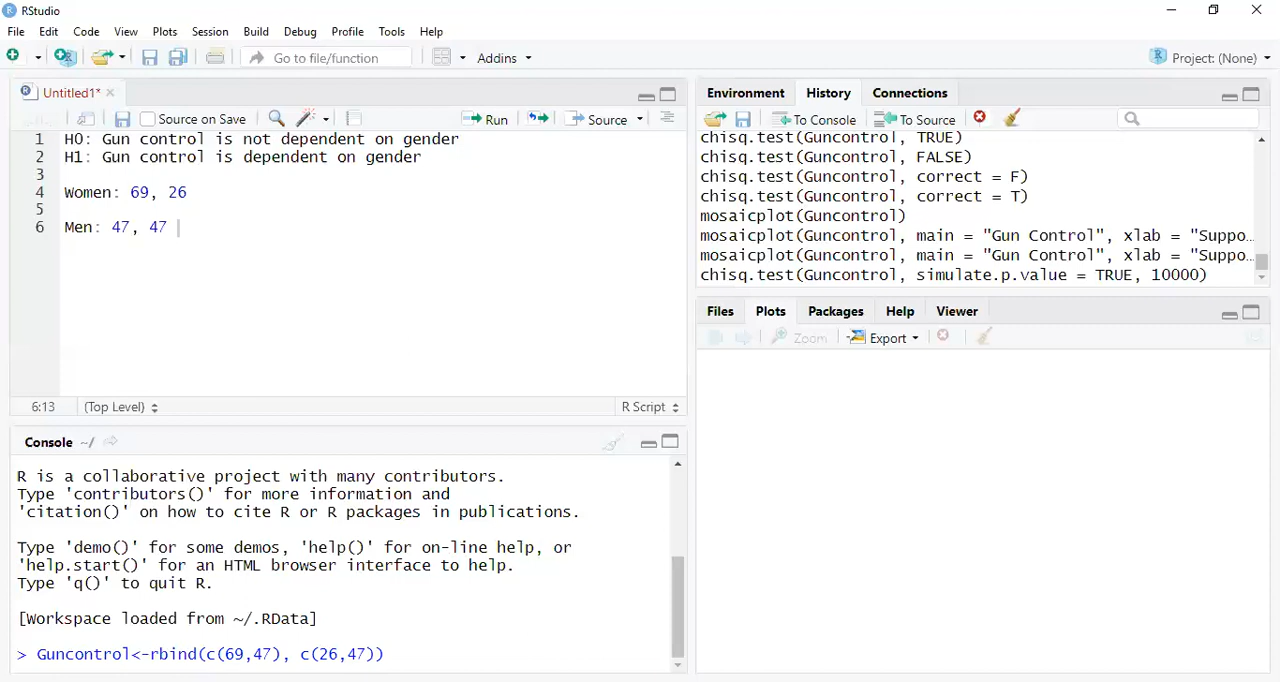 RStudio
File Edit Code View Plots Session Build Debug Profile Tools Help
Go to file/function Addins Project: (None)
Untitled1*
Source on Save Run Source
1 H0: Gun control is not dependent on gender
2 H1: Gun control is dependent on gender
3
4 Women: 69, 26
5
6 Men: 47, 47
6:13 (Top Level) R Script
Console ~/
R is a collaborative project with many contributors.
Type 'contributors()' for more information and
'citation()' on how to cite R or R packages in publications.
Type 'demo()' for some demos, 'help()' for on-line help, or
'help.start()' for an HTML browser interface to help.
Type 'q()' to quit R.
[Workspace loaded from ~/.RData]
> Guncontrol<-rbind(c(69,47), c(26,47))
Environment History Connections
To Console To Source
chisq.test(Guncontrol, TRUE)
chisq.test(Guncontrol, FALSE)
chisq.test(Guncontrol, correct = F)
chisq.test(Guncontrol, correct = T)
mosaicplot(Guncontrol)
mosaicplot(Guncontrol, main = "Gun Control", xlab = "Suppo…
mosaicplot(Guncontrol, main = "Gun Control", xlab = "Suppo…
chisq.test(Guncontrol, simulate.p.value = TRUE, 10000)
Files Plots Packages Help Viewer
Zoom Export